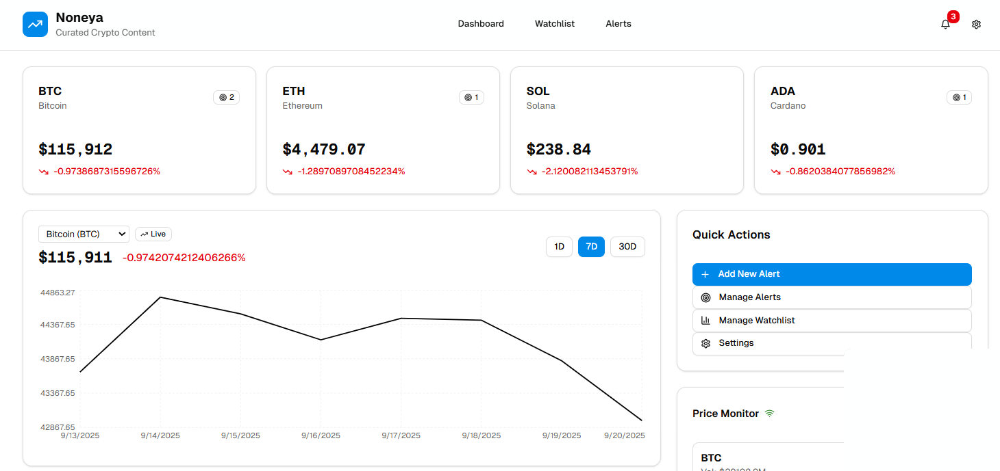 Noneya
Curated Crypto Content
Dashboard
Watchlist
Alerts
3
BTC
Bitcoin
2
$115,912
-0.9738687315596726%
ETH
Ethereum
1
$4,479.07
-1.2897089708452234%
SOL
Solana
$238.84
-2.120082113453791%
ADA
Cardano
1
$0.901
-0.8620384077856982%
Bitcoin (BTC)
Live
$115,911 -0.9742074212406266%
1D
7D
30D
44863.27
44367.65
43867.65
43367.65
42867.65
9/13/2025 9/14/2025 9/15/2025 9/16/2025 9/17/2025 9/18/2025 9/19/2025 9/20/2025
Quick Actions
Add New Alert
Manage Alerts
Manage Watchlist
Settings
Price Monitor
BTC